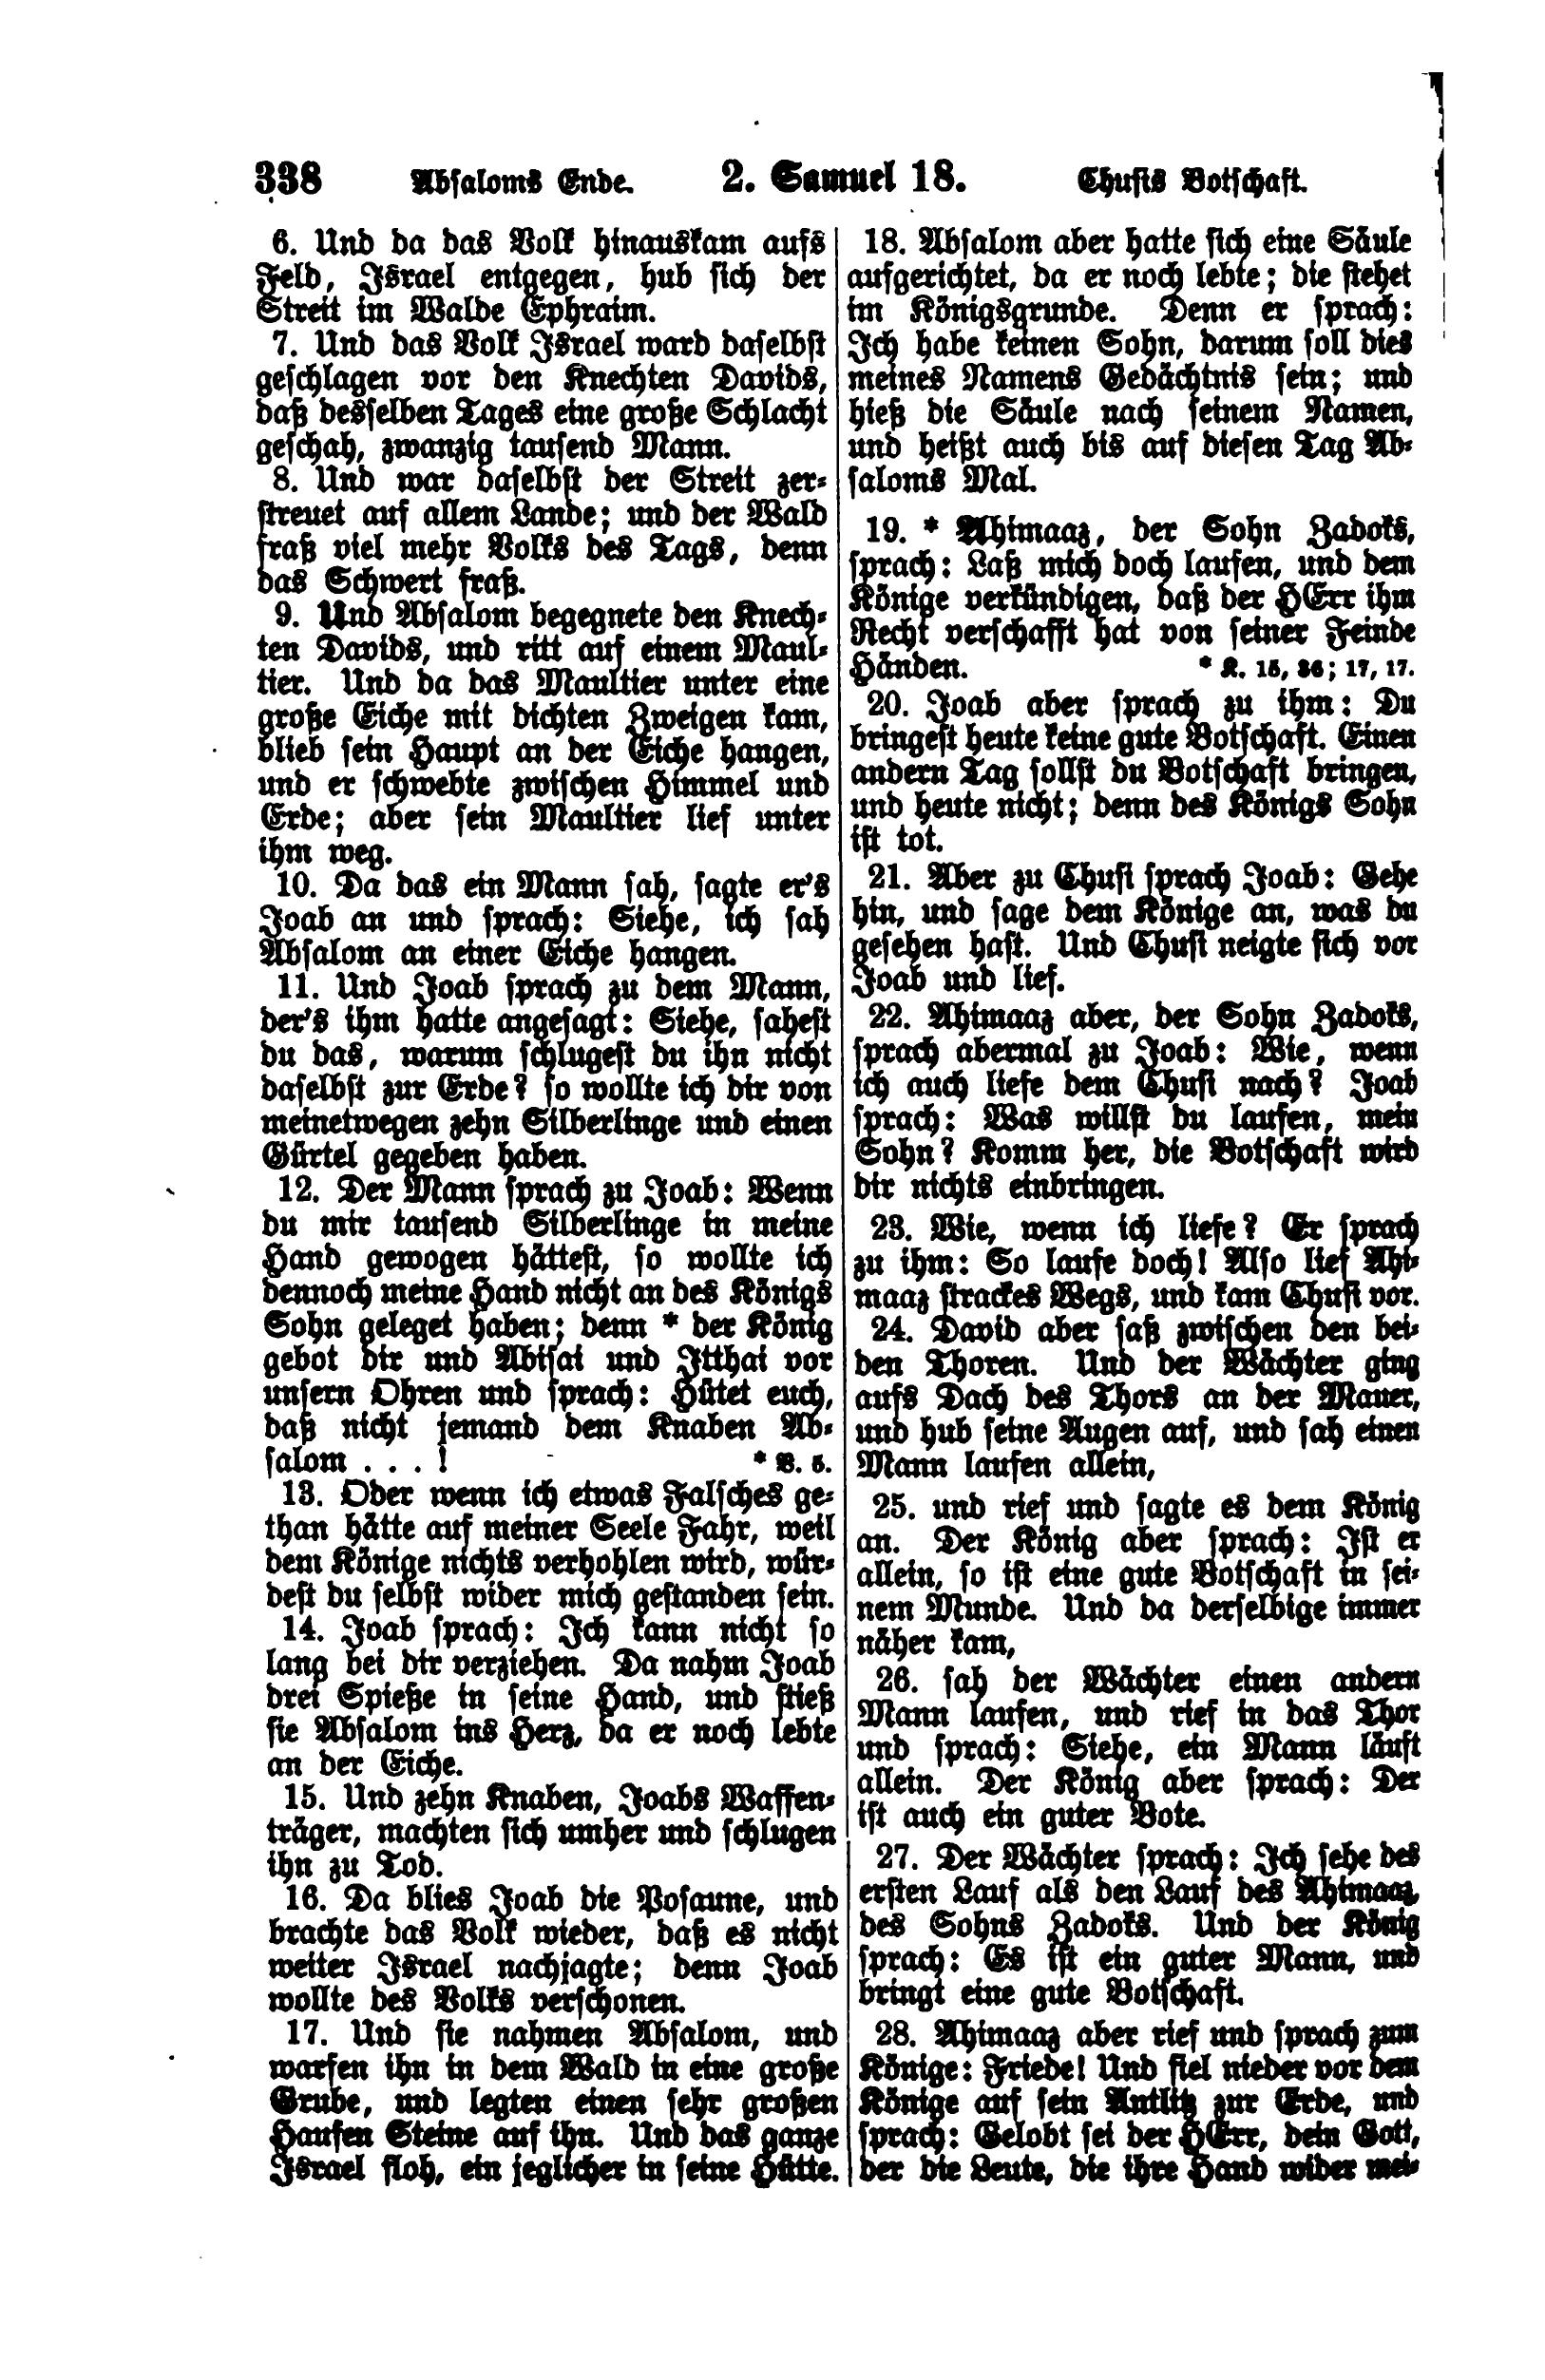 338 Absaloms Ende. 2. Samuel 18. Chusis Botschaft.
6. Und da das Volk hinauskam aufs
Feld, Israel entgegen, hub sich der
Streit im Walde Ephraim.
7. Und das Volk Israel ward daselbst
geschlagen vor den Knechten Davids,
daß desselben Tages eine große Schlacht
geschah, zwanzig tausend Mann.
8. Und war daselbst der Streit zer-
streuet auf allem Lande; und der Wald
fraß viel mehr Volks des Tags, denn
das Schwert fraß.
9. Und Absalom begegnete den Knech-
ten Davids, und ritt auf einem Maul-
tier. Und da das Maultier unter eine
große Eiche mit dichten Zweigen kam,
blieb sein Haupt an der Eiche hangen,
und er schwebte zwischen Himmel und
Erde; aber sein Maultier lief unter
ihm weg.
10. Da das ein Mann sah, sagte er's
Joab an und sprach: Siehe, ich sah
Absalom an einer Eiche hangen.
11. Und Joab sprach zu dem Mann,
der's ihm hatte angesagt: Siehe, sahest
du das, warum schlugest du ihn nicht
daselbst zur Erde? so wollte ich dir von
meinetwegen zehn Silberlinge und einen
Gürtel gegeben haben.
12. Der Mann sprach zu Joab: Wenn
du mir tausend Silberlinge in meine
Hand gewogen hättest, so wollte ich
dennoch meine Hand nicht an des Königs
Sohn geleget haben; denn * der König
gebot dir und Abisai und Itthai vor
unsern Ohren und sprach: Hütet euch,
daß nicht jemand dem Knaben Ab-
salom . . . ! * V. 5.
13. Oder wenn ich etwas Falsches ge-
than hätte auf meiner Seele Fahr, weil
dem Könige nichts verhohlen wird, wür-
dest du selbst wider mich gestanden sein.
14. Joab sprach: Ich kann nicht so
lang bei dir verziehen. Da nahm Joab
drei Spieße in seine Hand, und stieß
sie Absalom ins Herz, da er noch lebte
an der Eiche.
15. Und zehn Knaben, Joabs Waffen-
träger, machten sich umher und schlugen
ihn zu Tod.
16. Da blies Joab die Posaune, und
brachte das Volk wieder, daß es nicht
weiter Israel nachjagte; denn Joab
wollte des Volks verschonen.
17. Und sie nahmen Absalom, und
warfen ihn in dem Wald in eine große
Grube, und legten einen sehr großen
Haufen Steine auf ihn. Und das ganze
Israel floh, ein jeglicher in seine Hütte.
18. Absalom aber hatte sich eine Säule
aufgerichtet, da er noch lebte; die stehet
im Königsgrunde. Denn er sprach:
Ich habe keinen Sohn, darum soll dies
meines Namens Gedächtnis sein; und
hieß die Säule nach seinem Namen,
und heißt auch bis auf diesen Tag Ab-
saloms Mal.
19. * Ahimaaz, der Sohn Zadoks,
sprach: Laß mich doch laufen, und dem
Könige verkündigen, daß der HErr ihm
Recht verschafft hat von seiner Feinde
Händen. * K. 15, 36; 17, 17.
20. Joab aber sprach zu ihm: Du
bringest heute keine gute Botschaft. Einen
andern Tag sollst du Botschaft bringen,
und heute nicht; denn des Königs Sohn
ist tot.
21. Aber zu Chusi sprach Joab: Gehe
hin, und sage dem Könige an, was du
gesehen hast. Und Chusi neigte sich vor
Joab und lief.
22. Ahimaaz aber, der Sohn Zadoks,
sprach abermal zu Joab: Wie, wenn
ich auch liefe dem Chusi nach? Joab
sprach: Was willst du laufen, mein
Sohn? Komm her, die Botschaft wird
dir nichts einbringen.
23. Wie, wenn ich liefe? Er sprach
zu ihm: So laufe doch! Also lief Ahi-
maaz strackes Wegs, und kam Chusi vor.
24. David aber saß zwischen den bei-
den Thoren. Und der Wächter ging
aufs Dach des Thors an der Mauer,
und hub seine Augen auf, und sah einen
Mann laufen allein,
25. und rief und sagte es dem König
an. Der König aber sprach: Ist er
allein, so ist eine gute Botschaft in sei-
nem Munde. Und da derselbige immer
näher kam,
26. sah der Wächter einen andern
Mann laufen, und rief in das Thor
und sprach: Siehe, ein Mann läuft
allein. Der König aber sprach: Der
ist auch ein guter Bote.
27. Der Wächter sprach: Ich sehe des
ersten Lauf als den Lauf des Ahimaaz,
des Sohns Zadoks. Und der König
sprach: Es ist ein guter Mann, und
bringt eine gute Botschaft.
28. Ahimaaz aber rief und sprach zum
Könige: Friede! Und fiel nieder vor dem
Könige auf sein Antlitz zur Erde, und
sprach: Gelobt sei der HErr, dein Gott,
der die Leute, die ihre Hand wider mei-